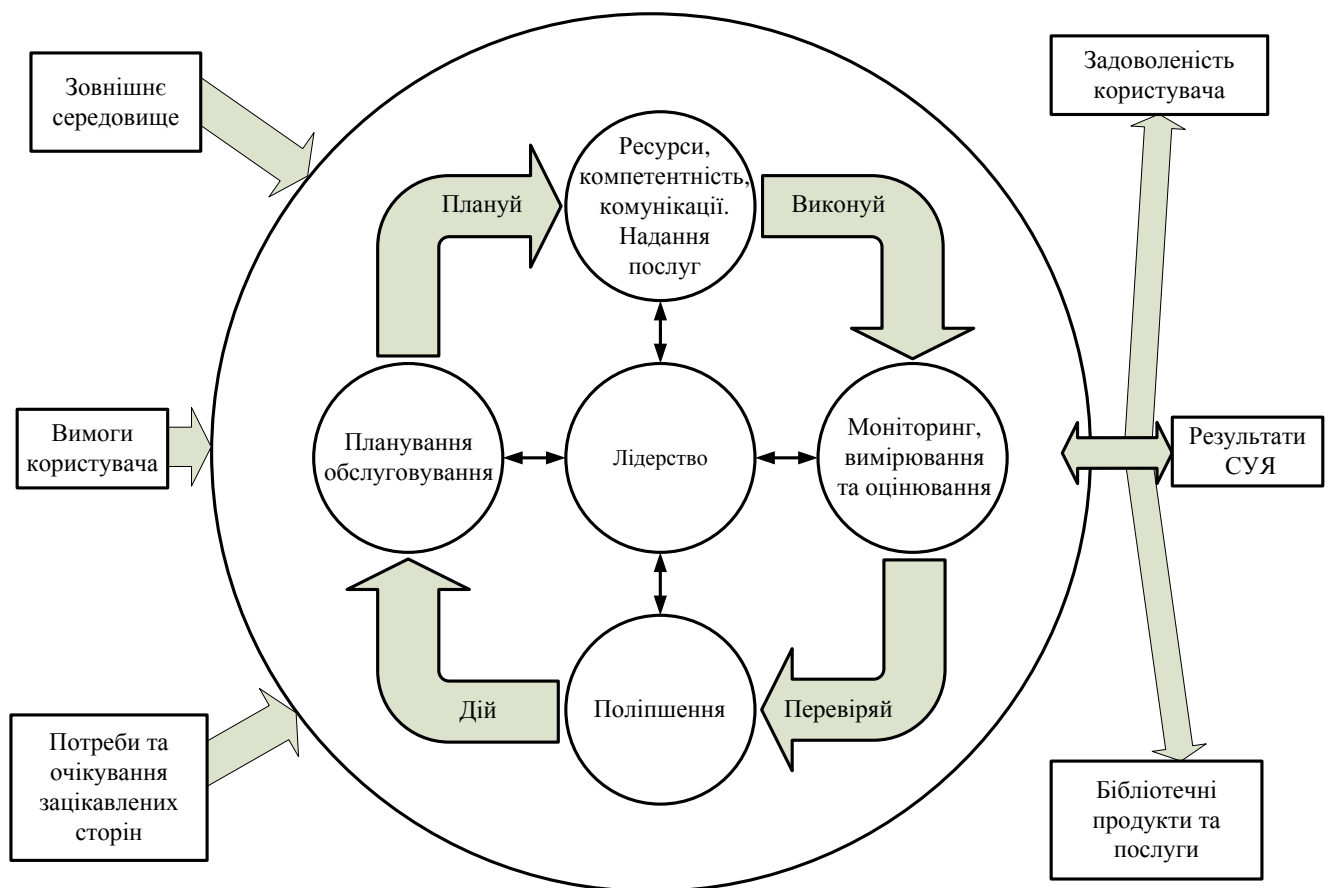 Зовнішнє
середовище
Вимоги
користувача
Потреби та
очікування
зацікавлених
сторін
Плануй
Ресурси,
компетентність,
комунікації.
Надання
послуг
Виконуй
Планування
обслуговування
Лідерство
Моніторинг,
вимірювання
та оцінювання
Дій
Поліпшення
Перевіряй
Задоволеність
користувача
Результати
СУЯ
Бібліотечні
продукти та
послуги